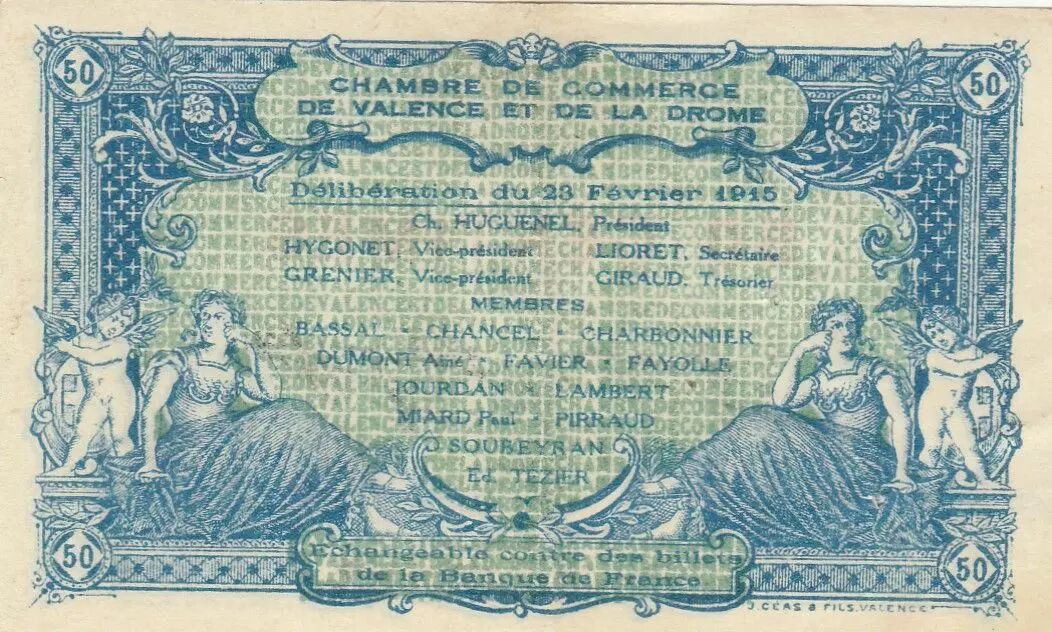 50
50
CHAMBRE DE COMMERCE
DE VALENCE ET DE LA DROME
Délibération du 23 Février 1915
Ch. HUGUENEL, Président
HYGONET, Vice-président LIORET, Secrétaire
GRENIER, Vice-président GIRAUD, Trésorier
MEMBRES
BASSAL - CHANCEL - CHARBONNIER
DUMONT Amé - FAVIER - FAYOLLE
JOURDAN - LAMBERT
MIARD Paul - PIRRAUD
SOUBEYRAN
Ed. TEZIER
50
Echangeable contre des billets
de la Banque de France
50
J. CÉAS & FILS. VALENCE